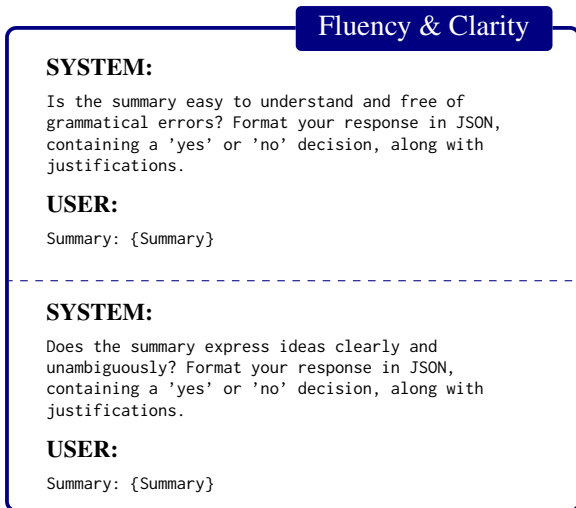 Fluency & Clarity
SYSTEM:
Is the summary easy to understand and free of
grammatical errors? Format your response in JSON,
containing a 'yes' or 'no' decision, along with
justifications.
USER:
Summary: {Summary}
SYSTEM:
Does the summary express ideas clearly and
unambiguously? Format your response in JSON,
containing a 'yes' or 'no' decision, along with
justifications.
USER:
Summary: {Summary}